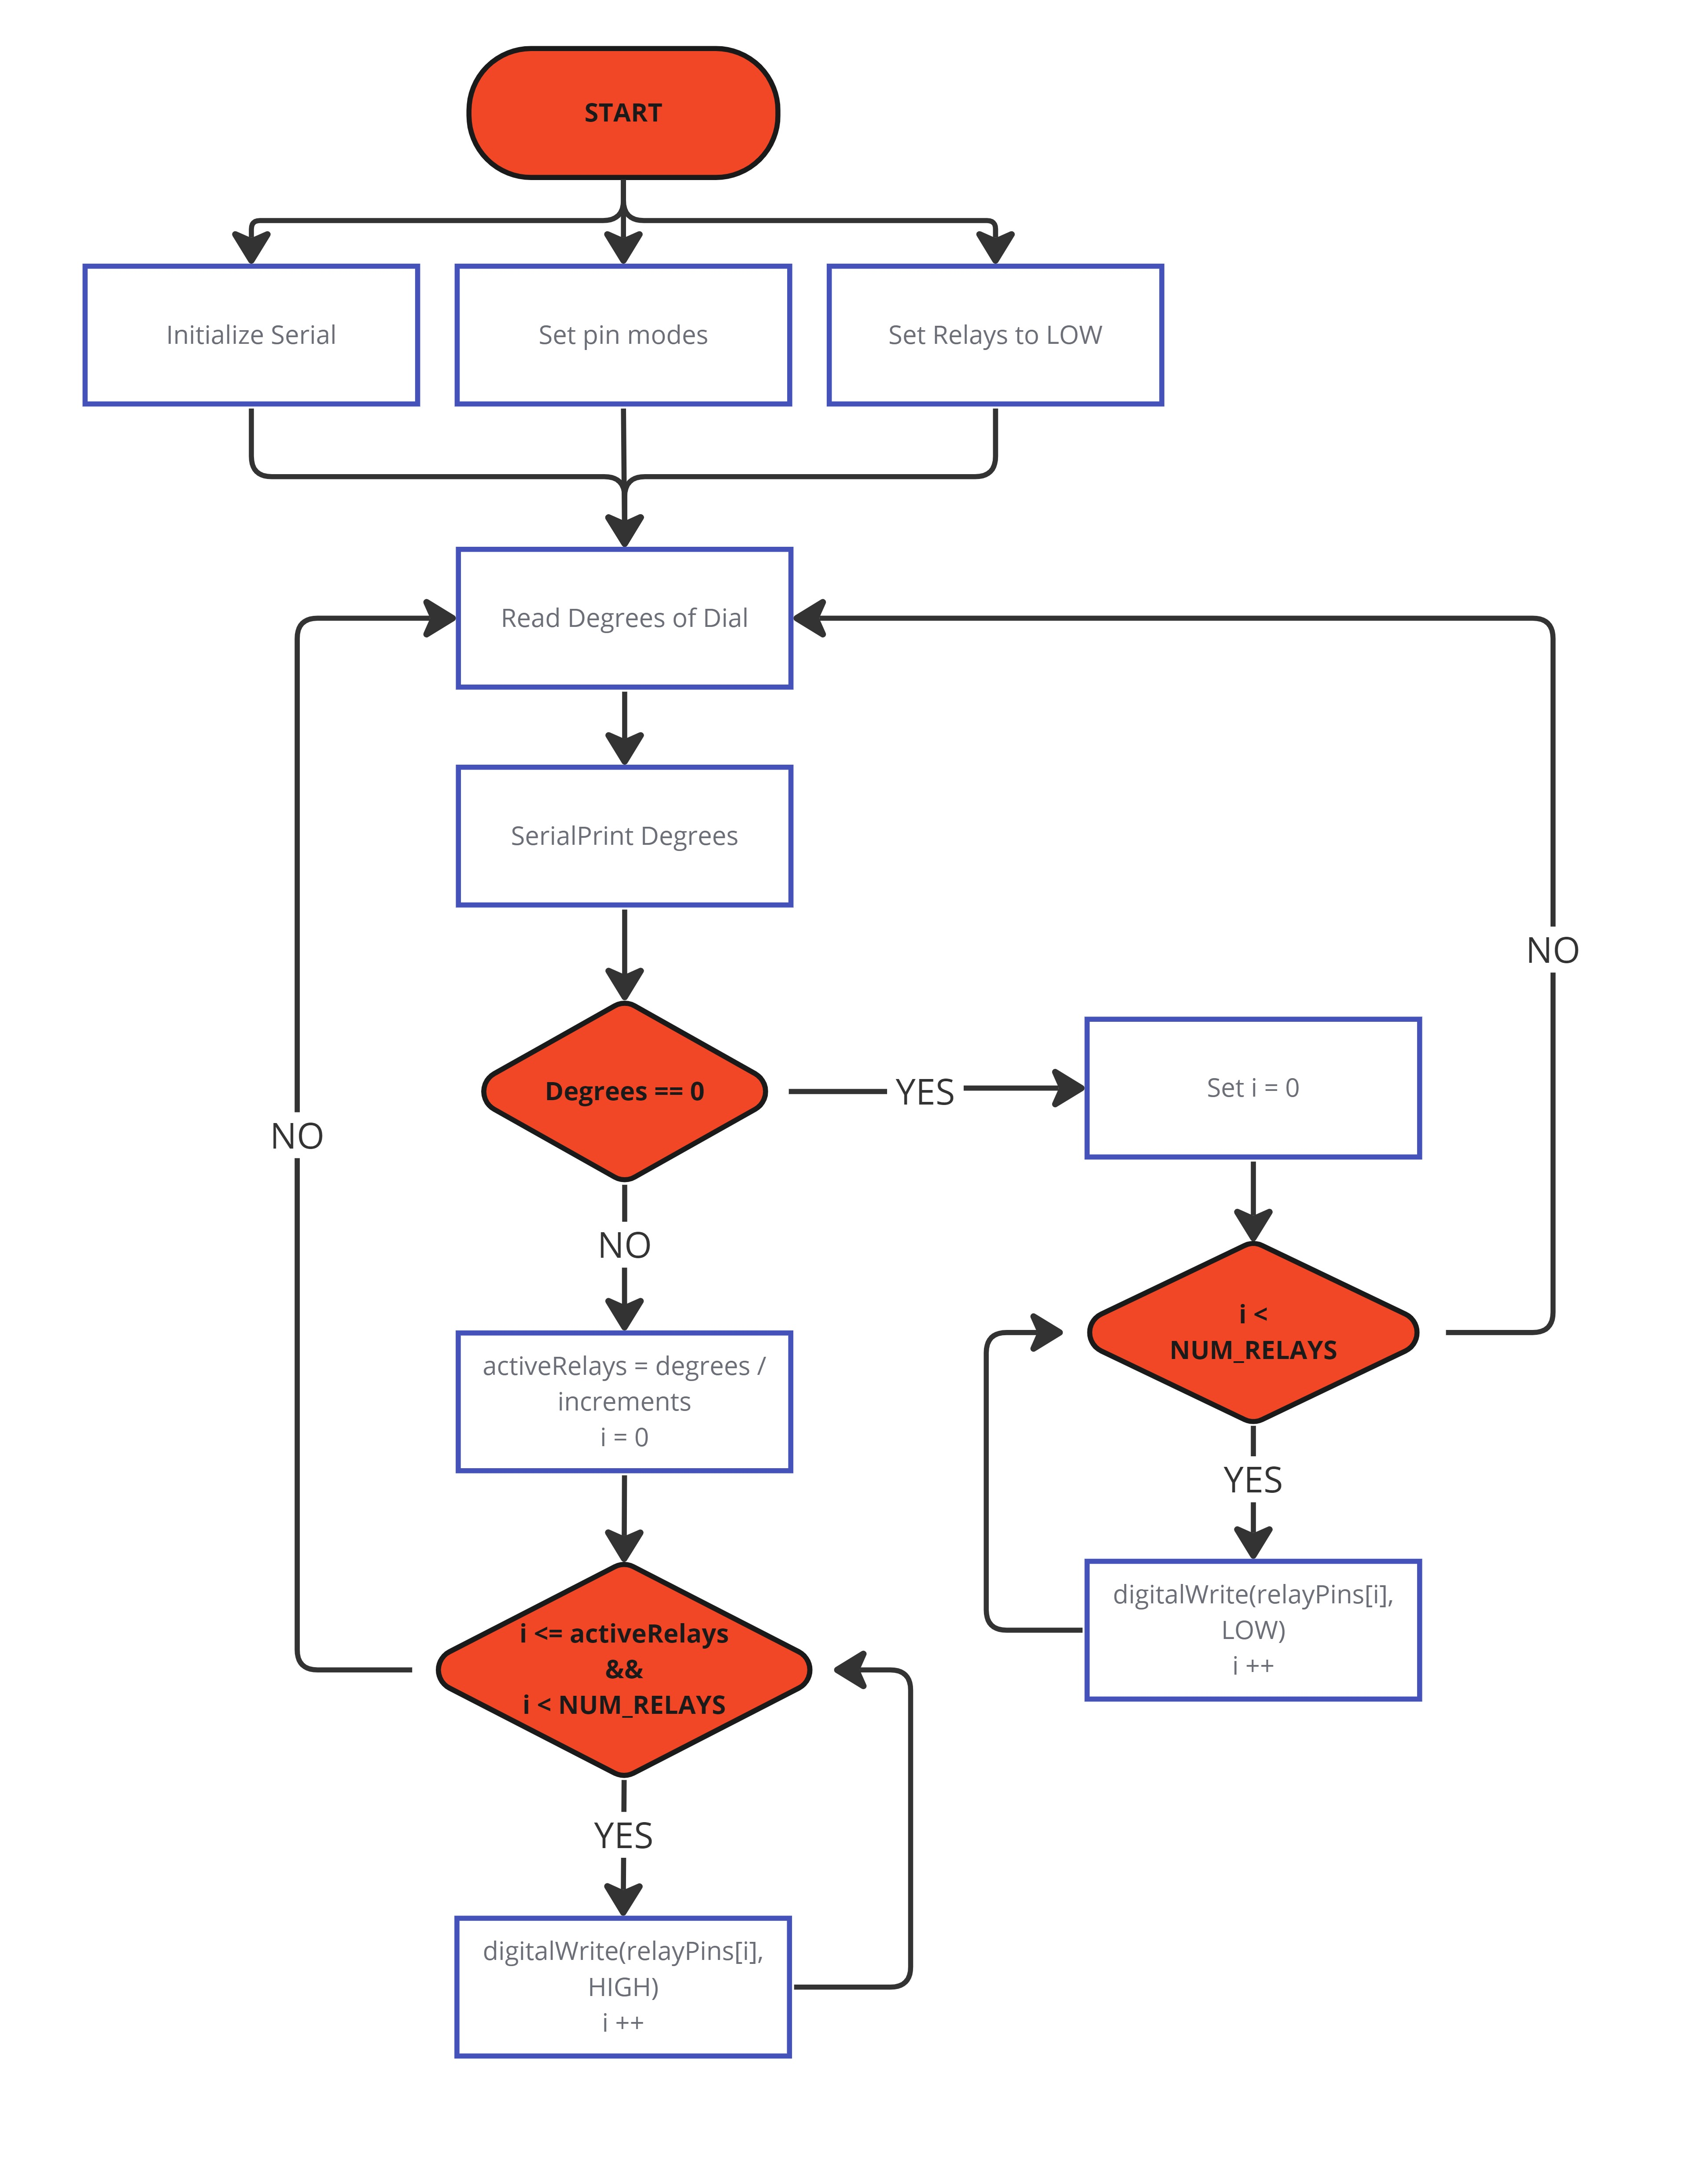 START
Initialize Serial
Set pin modes
Set Relays to LOW
Read Degrees of Dial
SerialPrint Degrees
NO
Degrees == 0
YES
Set i = 0
NO
NO
i <
NUM_RELAYS
activeRelays = degrees /
increments
i = 0
YES
i <= activeRelays
&&
i < NUM_RELAYS
digitalWrite(relayPins[i],
LOW)
i ++
YES
digitalWrite(relayPins[i],
HIGH)
i ++